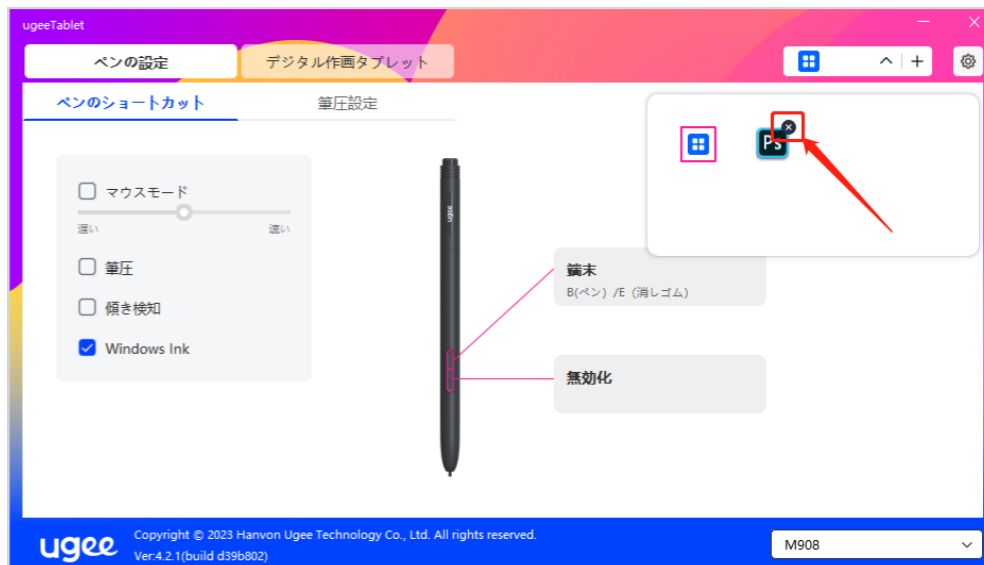 ugeeTablet
ペンの設定
デジタル作画タブレット
ペンのショートカット
筆圧設定
Ps
マウスモード
遅い
速い
筆圧
傾き検知
Windows Ink
ugee
端末
B(ペン) /E (消しゴム)
無効化
ugee
Copyright © 2023 Hanvon Ugee Technology Co., Ltd. All rights reserved.
Ver:4.2.1(build d39b802)
M908